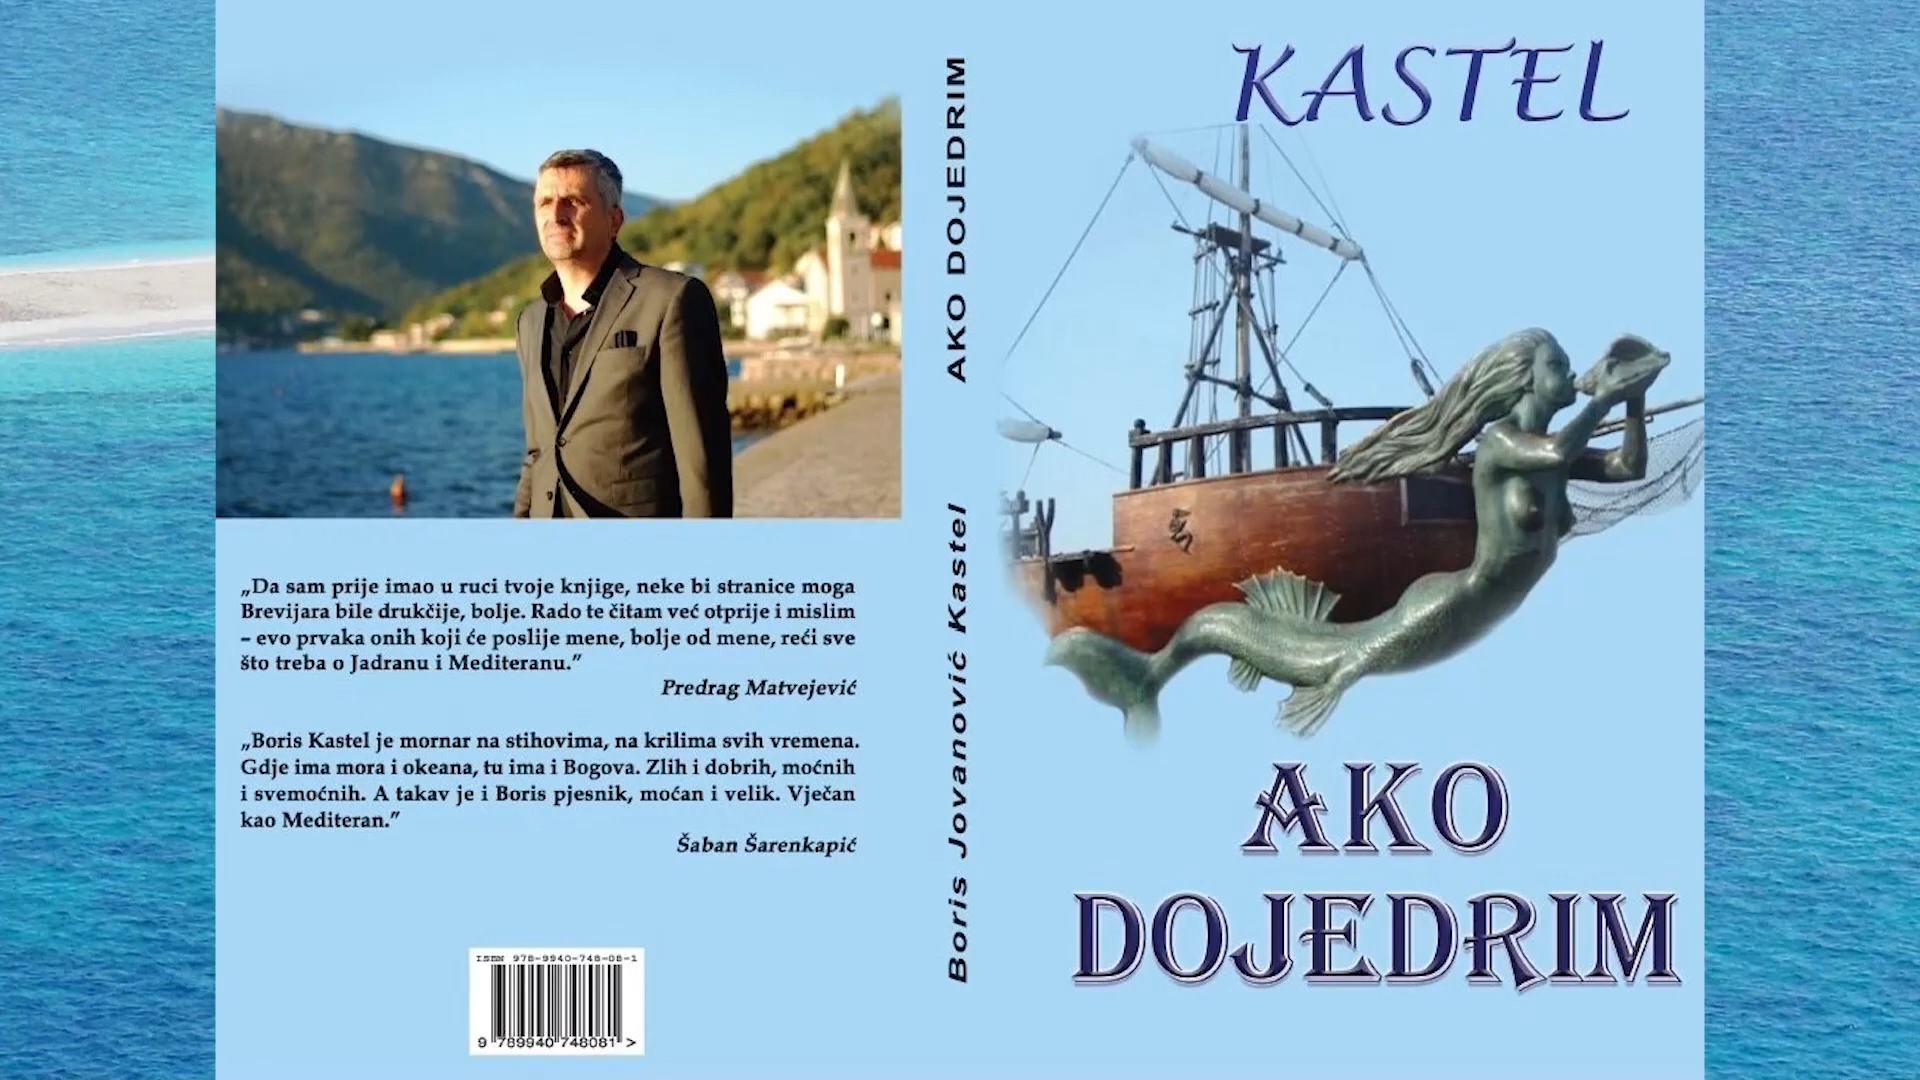 „Da sam prije imao u ruci tvoje knjige, neke bi stranice moga
Brevijara bile drukčije, bolje. Rado te čitam već otprije i mislim
– evo prvaka onih koji će poslije mene, bolje od mene, reći sve
što treba o Jadranu i Mediteranu.”
Predrag Matvejević
„Boris Kastel je mornar na stihovima, na krilima svih vremena.
Gdje ima mora i okeana, tu ima i Bogova. Zlih i dobrih, moćnih
i svemoćnih. A takav je i Boris pjesnik, moćan i velik. Vječan
kao Mediteran.”
Šaban Šarenkapić
ISBN 978-9940-748-08-1
9 789940 748081 >
Boris Jovanović Kastel AKO DOJEDRIM
KASTEL
AKO
DOJEDRIM